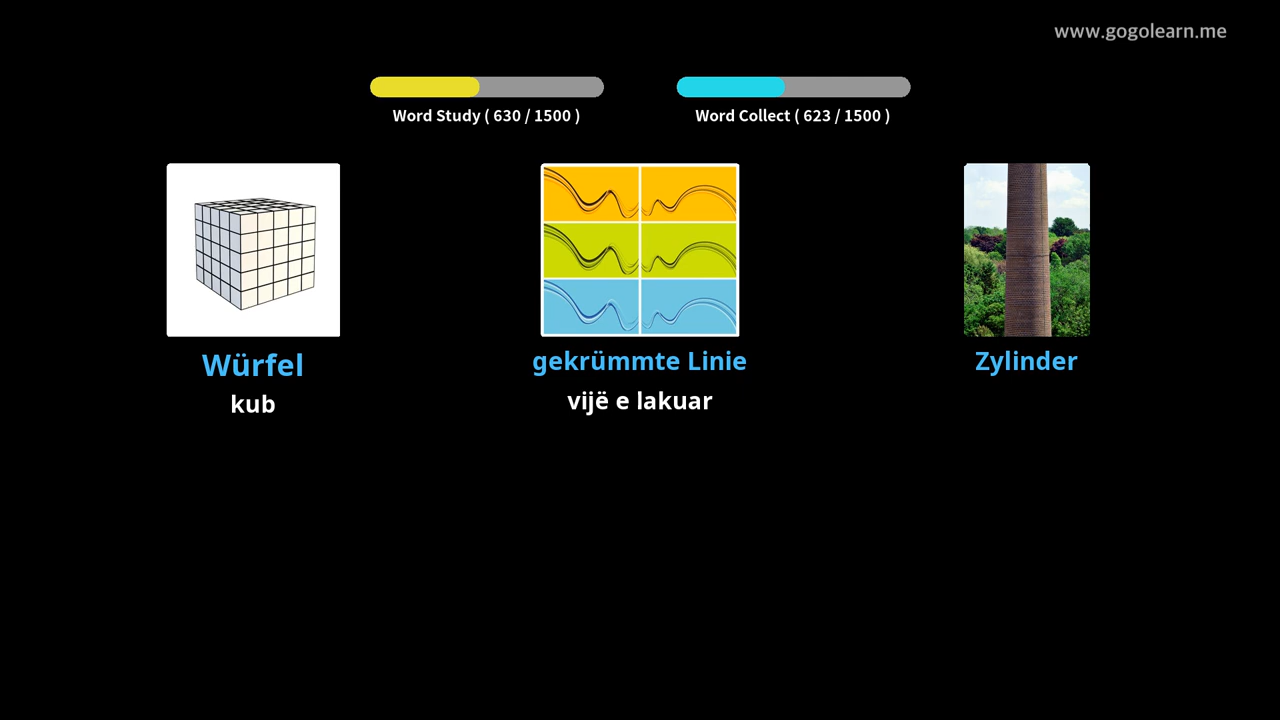 www.gogolearn.me
Word Study ( 630 / 1500 )
Word Collect ( 623 / 1500 )
Würfel
kub
gekrümmte Linie
vijë e lakuar
Zylinder